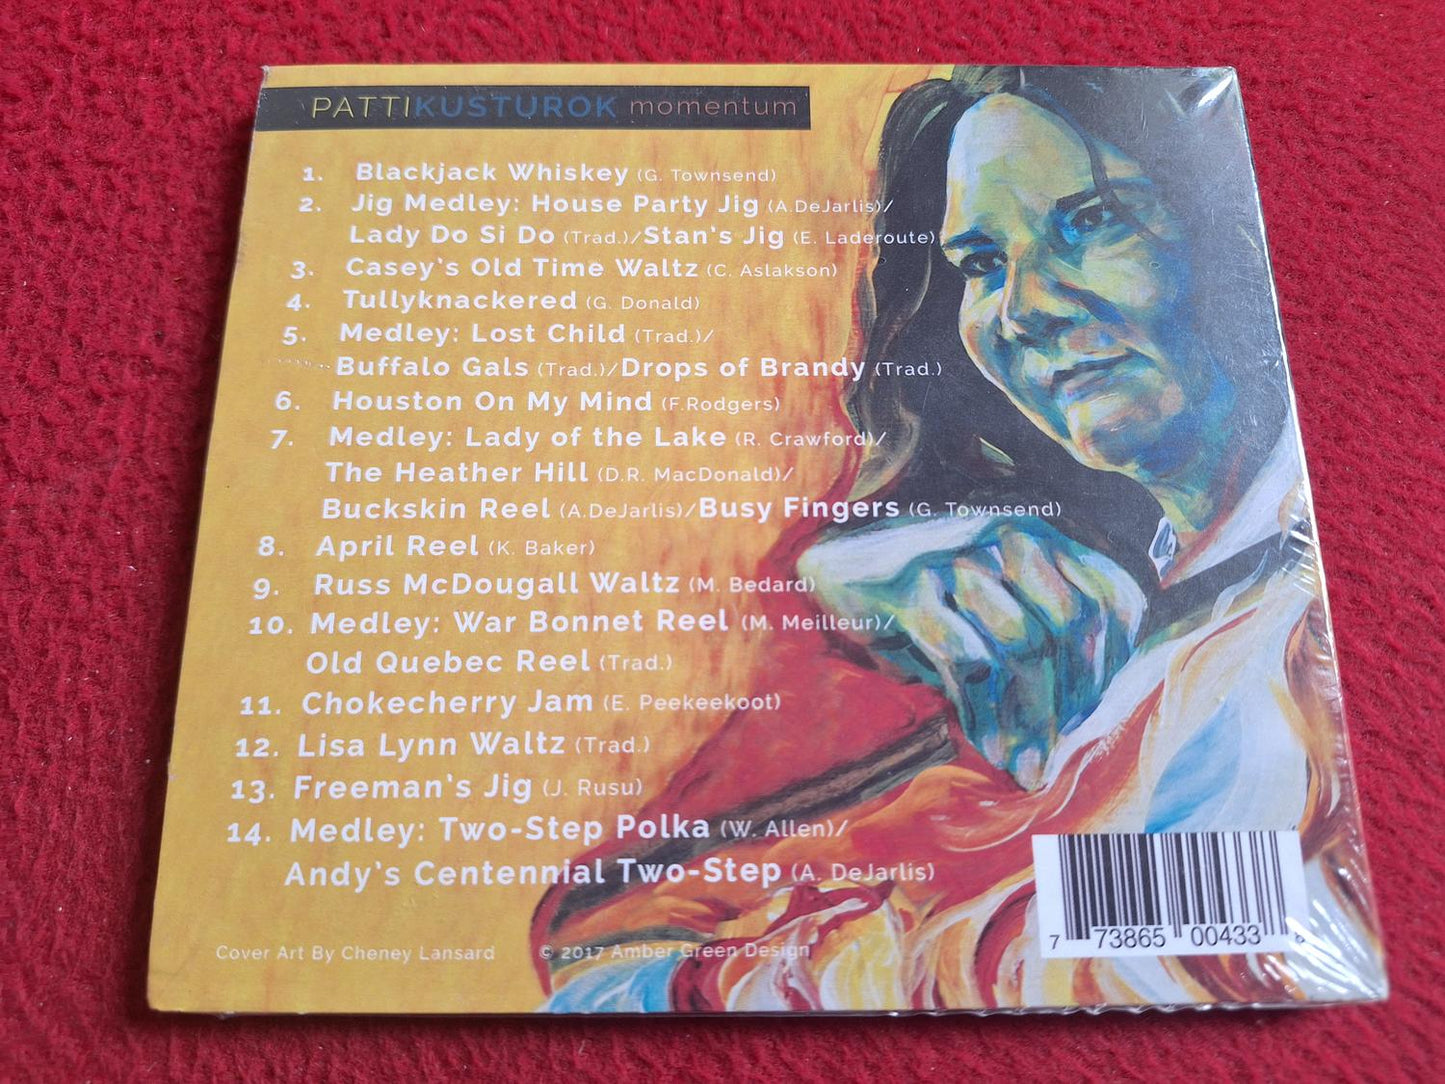 PATTIKUSTUROK momentum
1. Blackjack Whiskey (G. Townsend)
2. Jig Medley: House Party Jig (A.DeJarlis)/
Lady Do Si Do (Trad.)/Stan's Jig (E. Laderoute)
3. Casey's Old Time Waltz (C. Aslakson)
4. Tullyknackered (G. Donald)
5. Medley: Lost Child (Trad.)/
Buffalo Gals (Trad.)/Drops of Brandy (Trad.)
6. Houston On My Mind (F.Rodgers)
7. Medley: Lady of the Lake (R. Crawford)/
The Heather Hill (D.R. MacDonald)/
Buckskin Reel (A.DeJarlis)/Busy Fingers (G. Townsend)
8. April Reel (K. Baker)
9. Russ McDougall Waltz (M. Bedard)
10. Medley: War Bonnet Reel (M. Meilleur)/
Old Quebec Reel (Trad.)
11. Chokecherry Jam (E. Peekeekoot)
12. Lisa Lynn Waltz (Trad.)
13. Freeman's Jig (J. Rusu)
14. Medley: Two-Step Polka (W. Allen)/
Andy's Centennial Two-Step (A. DeJarlis)
Cover Art By Cheney Lansard © 2017 Amber Green Design
7 73865 00433